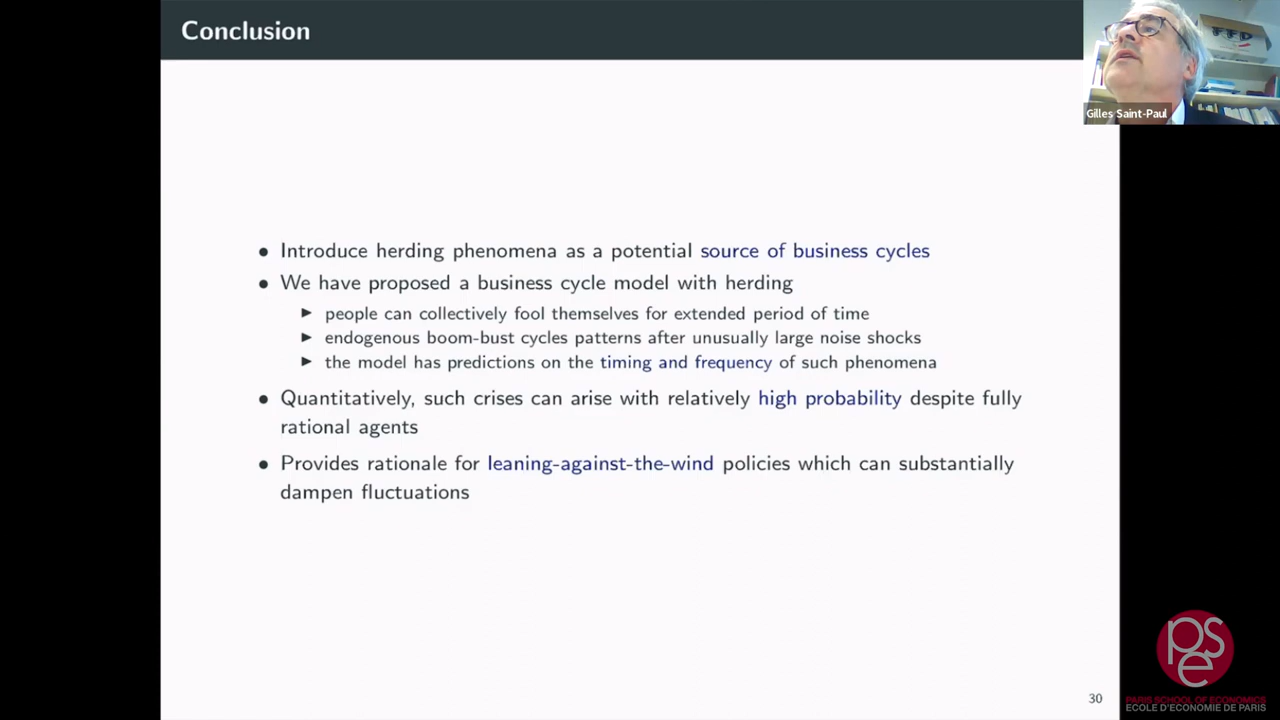 Conclusion
Gilles Saint-Paul
• Introduce herding phenomena as a potential source of business cycles
• We have proposed a business cycle model with herding
▶ people can collectively fool themselves for extended period of time
▶ endogenous boom-bust cycles patterns after unusually large noise shocks
▶ the model has predictions on the timing and frequency of such phenomena
• Quantitatively, such crises can arise with relatively high probability despite fully
rational agents
• Provides rationale for leaning-against-the-wind policies which can substantially
dampen fluctuations
30
pse
PARIS SCHOOL OF ECONOMICS
ECOLE D'ECONOMIE DE PARIS